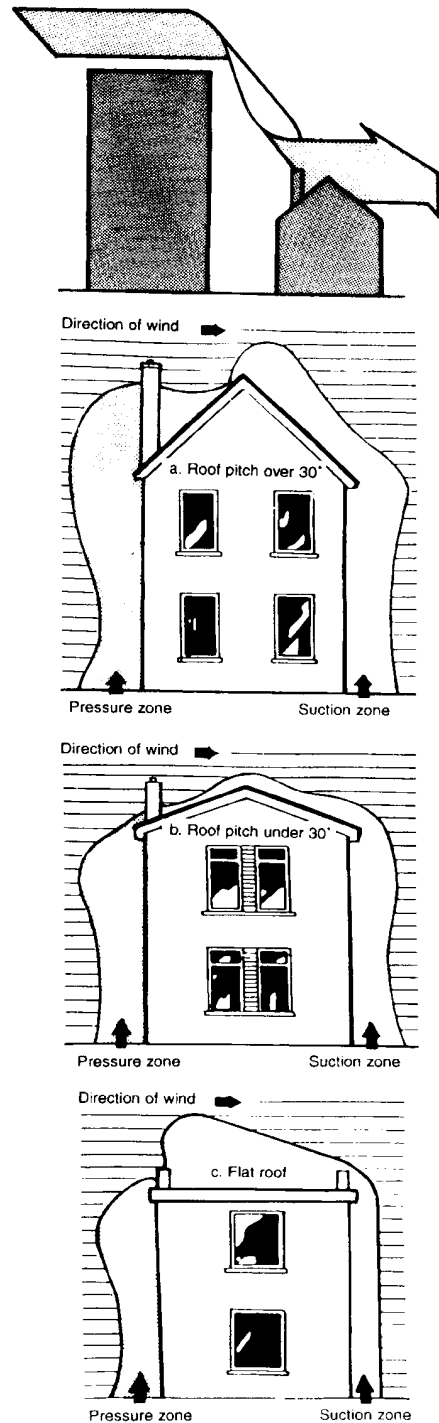 Direction of wind
a. Roof pitch over 30°
Pressure zone Suction zone
Direction of wind
b. Roof pitch under 30°
Pressure zone Suction zone
Direction of wind
c. Flat roof
Pressure zone Suction zone